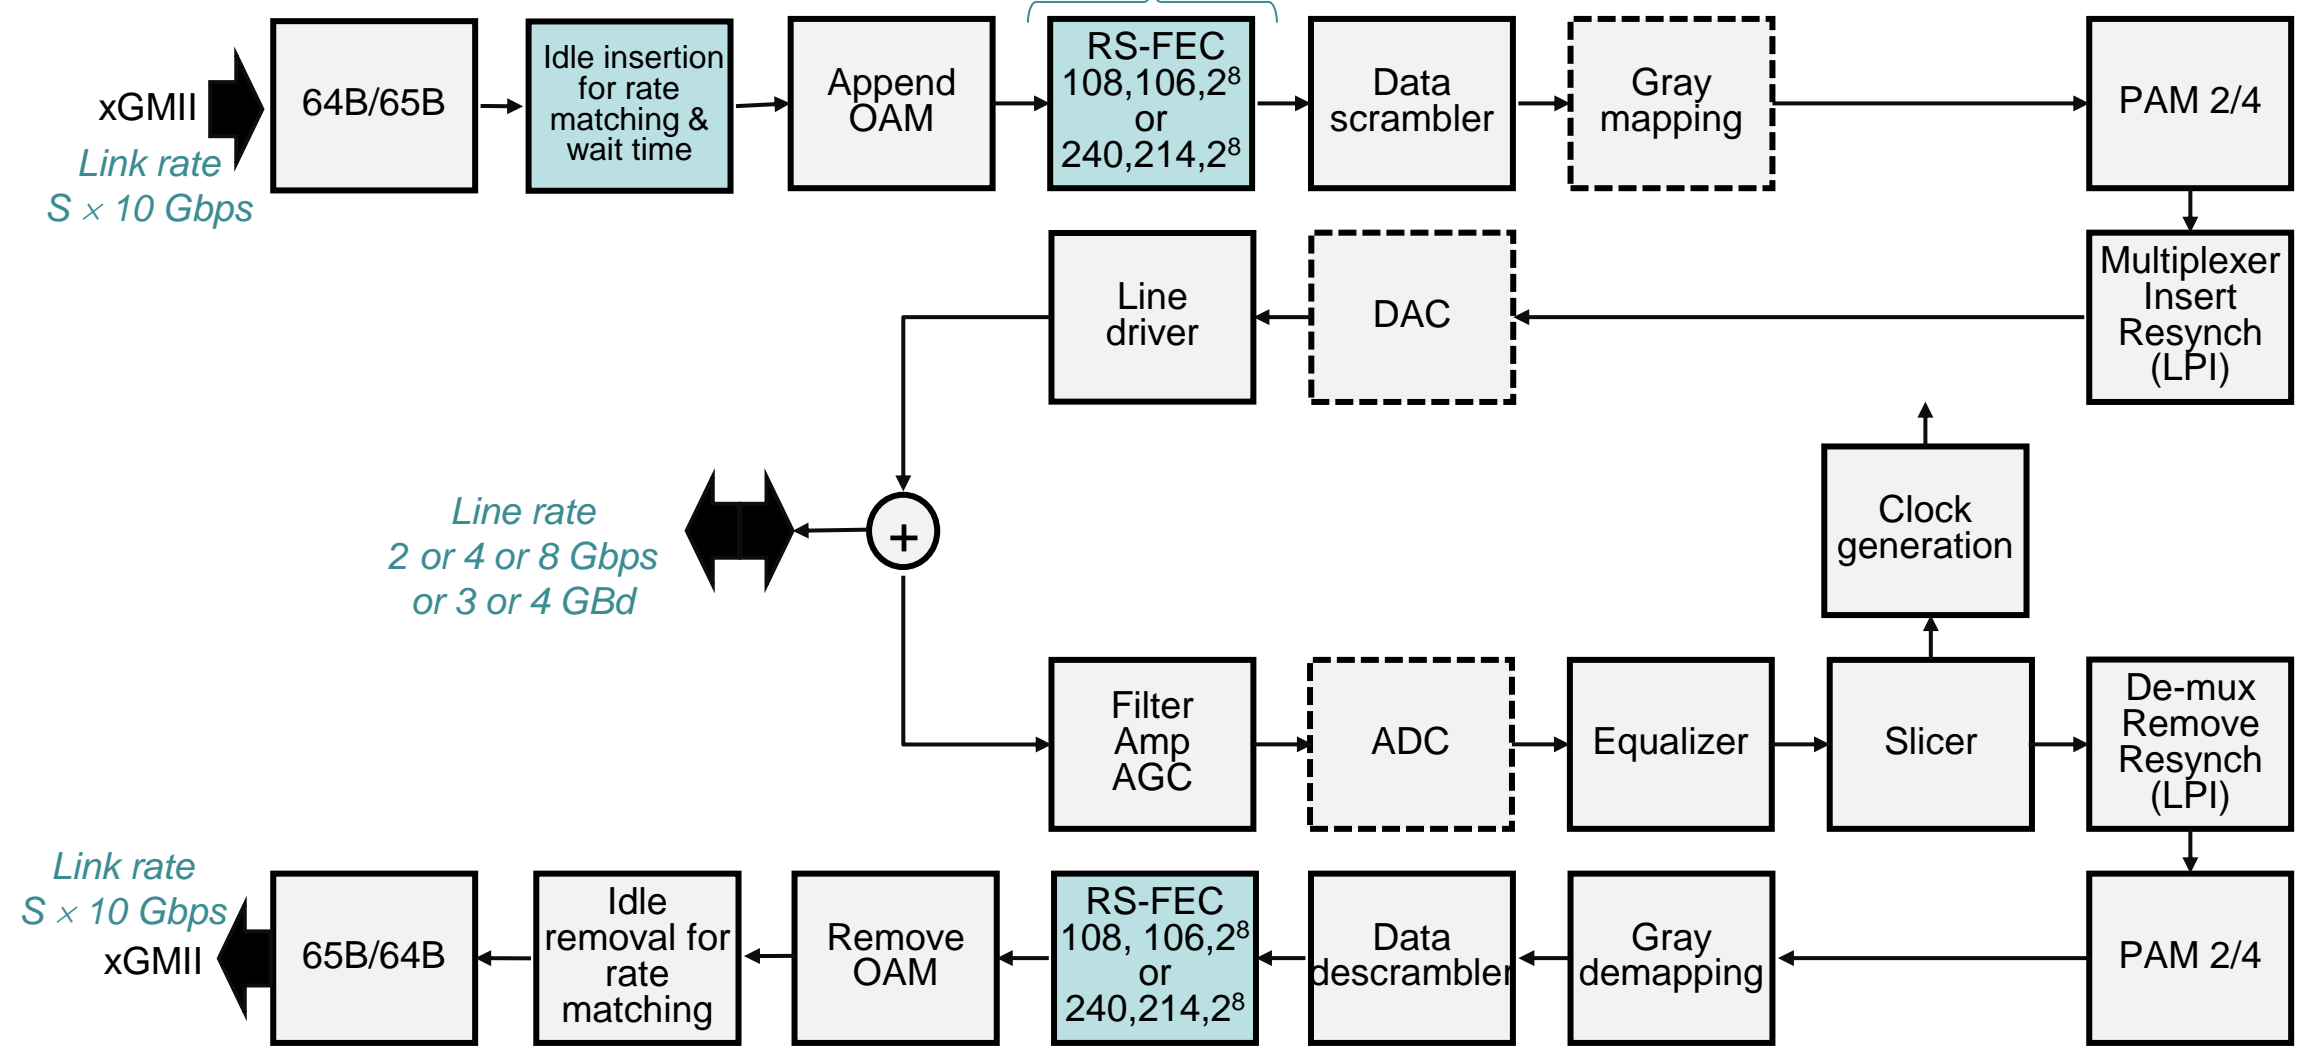 xGMII
Link rate
S × 10 Gbps
64B/65B
Idle insertion
for rate
matching &
wait time
Append
OAM
RS-FEC
108,106,2⁸
or
240,214,2⁸
Data
scrambler
Gray
mapping
PAM 2/4
Line
driver
DAC
Multiplexer
Insert
Resynch
(LPI)
Line rate
2 or 4 or 8 Gbps
or 3 or 4 GBd
+
Clock
generation
Filter
Amp
AGC
ADC
Equalizer
Slicer
De-mux
Remove
Resynch
(LPI)
Link rate
S × 10 Gbps
xGMII
65B/64B
Idle
removal for
rate
matching
Remove
OAM
RS-FEC
108, 106,2⁸
or
240,214,2⁸
Data
descrambler
Gray
demapping
PAM 2/4